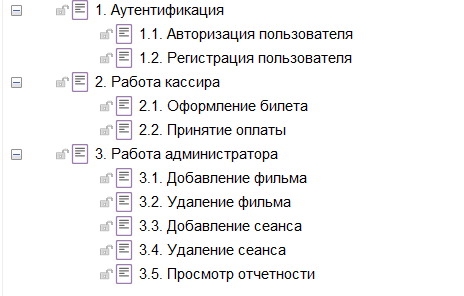 1. Аутентификация
1.1. Авторизация пользователя
1.2. Регистрация пользователя
2. Работа кассира
2.1. Оформление билета
2.2. Принятие оплаты
3. Работа администратора
3.1. Добавление фильма
3.2. Удаление фильма
3.3. Добавление сеанса
3.4. Удаление сеанса
3.5. Просмотр отчетности